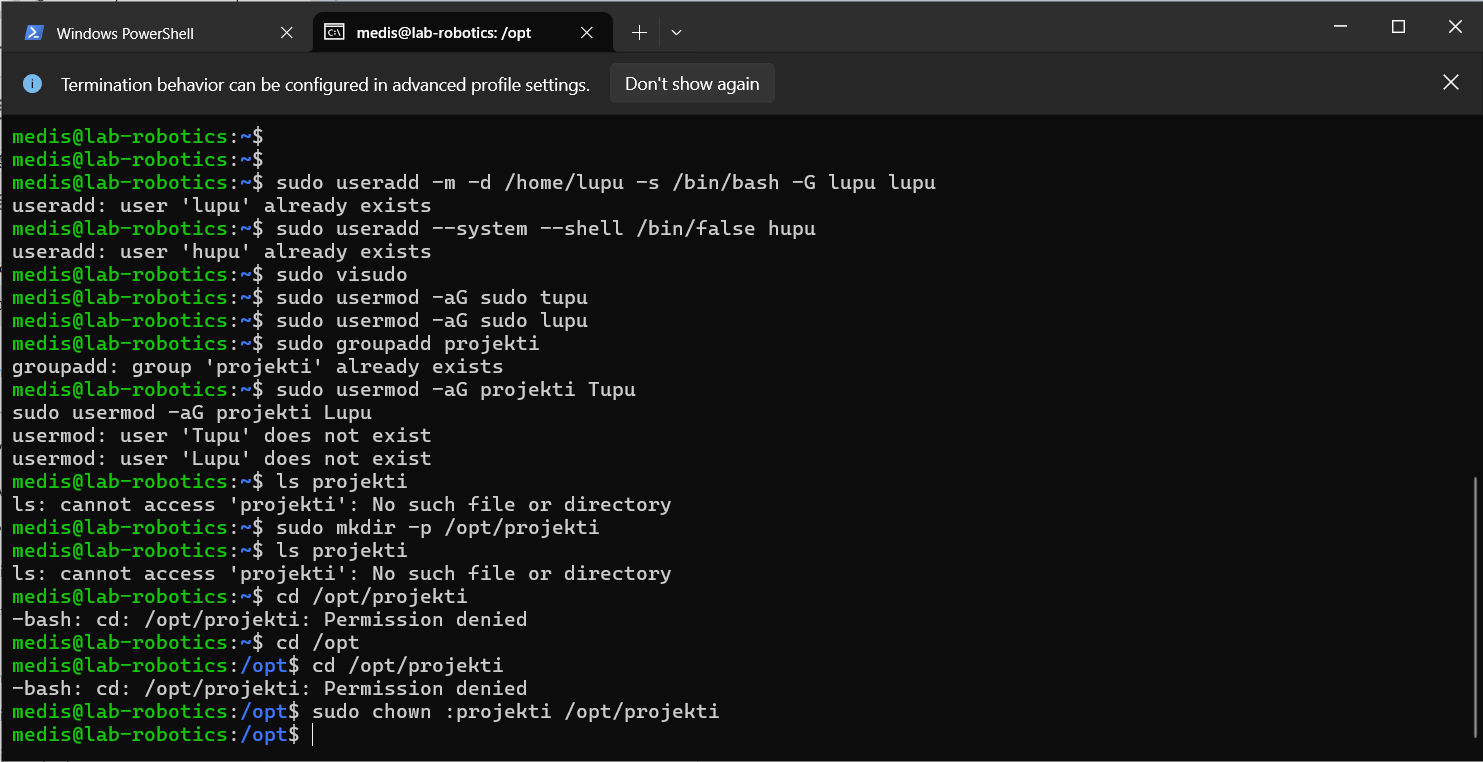 Windows PowerShell
medis@lab-robotics: /opt
Termination behavior can be configured in advanced profile settings.
Don't show again
medis@lab-robotics:~$
medis@lab-robotics:~$
medis@lab-robotics:~$ sudo useradd -m -d /home/lupu -s /bin/bash -G lupu lupu
useradd: user 'lupu' already exists
medis@lab-robotics:~$ sudo useradd --system --shell /bin/false hupu
useradd: user 'hupu' already exists
medis@lab-robotics:~$ sudo visudo
medis@lab-robotics:~$ sudo usermod -aG sudo tupu
medis@lab-robotics:~$ sudo usermod -aG sudo lupu
medis@lab-robotics:~$ sudo groupadd projekti
groupadd: group 'projekti' already exists
medis@lab-robotics:~$ sudo usermod -aG projekti Tupu
sudo usermod -aG projekti Lupu
usermod: user 'Tupu' does not exist
usermod: user 'Lupu' does not exist
medis@lab-robotics:~$ ls projekti
ls: cannot access 'projekti': No such file or directory
medis@lab-robotics:~$ sudo mkdir -p /opt/projekti
medis@lab-robotics:~$ ls projekti
ls: cannot access 'projekti': No such file or directory
medis@lab-robotics:~$ cd /opt/projekti
-bash: cd: /opt/projekti: Permission denied
medis@lab-robotics:~$ cd /opt
medis@lab-robotics:/opt$ cd /opt/projekti
-bash: cd: /opt/projekti: Permission denied
medis@lab-robotics:/opt$ sudo chown :projekti /opt/projekti
medis@lab-robotics:/opt$